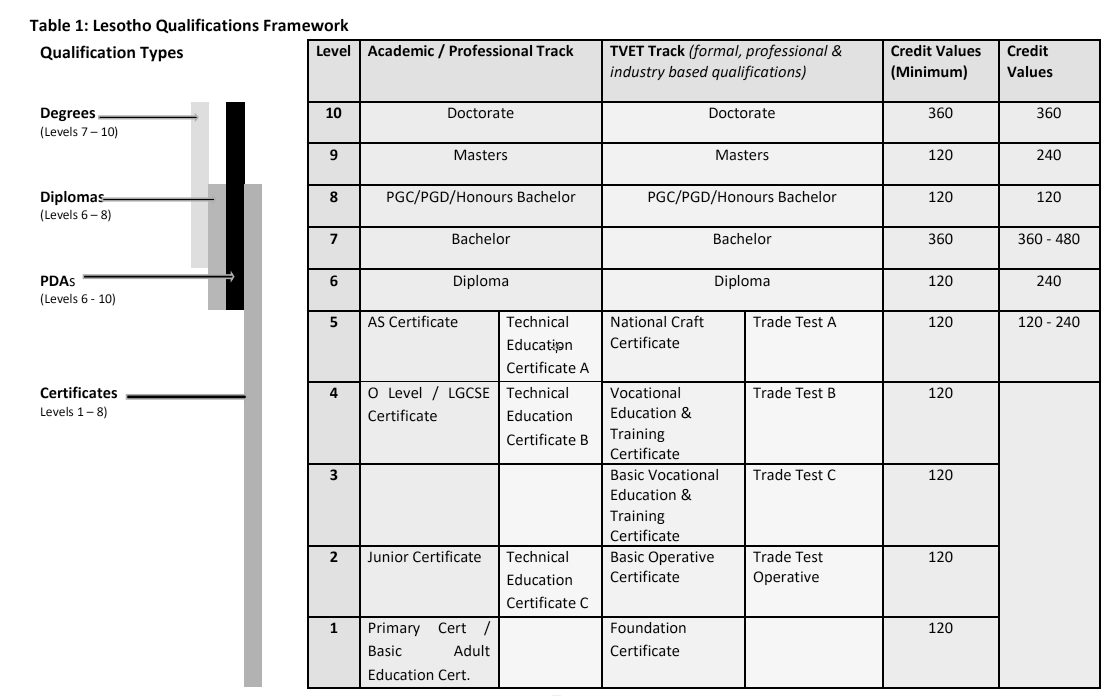 Table 1: Lesotho Qualifications Framework
Qualification Types
Degrees
(Levels 7 – 10)
Diplomas
(Levels 6 – 8)
PDAs
(Levels 6 - 10)
Certificates
Levels 1 – 8)
Level
Academic / Professional Track
TVET Track (formal, professional &
industry based qualifications)
Credit Values
(Minimum)
Credit
Values
10
Doctorate
Doctorate
360
360
9
Masters
Masters
120
240
8
PGC/PGD/Honours Bachelor
PGC/PGD/Honours Bachelor
120
120
7
Bachelor
Bachelor
360
360 - 480
6
Diploma
Diploma
120
240
5
AS Certificate
Technical
Education
Certificate A
National Craft
Certificate
Trade Test A
120
120 - 240
4
O Level / LGCSE
Certificate
Technical
Education
Certificate B
Vocational
Education &
Training
Certificate
Trade Test B
120
3
Basic Vocational
Education &
Training
Certificate
Trade Test C
120
2
Junior Certificate
Technical
Education
Certificate C
Basic Operative
Certificate
Trade Test
Operative
120
1
Primary Cert /
Basic Adult
Education Cert.
Foundation
Certificate
120